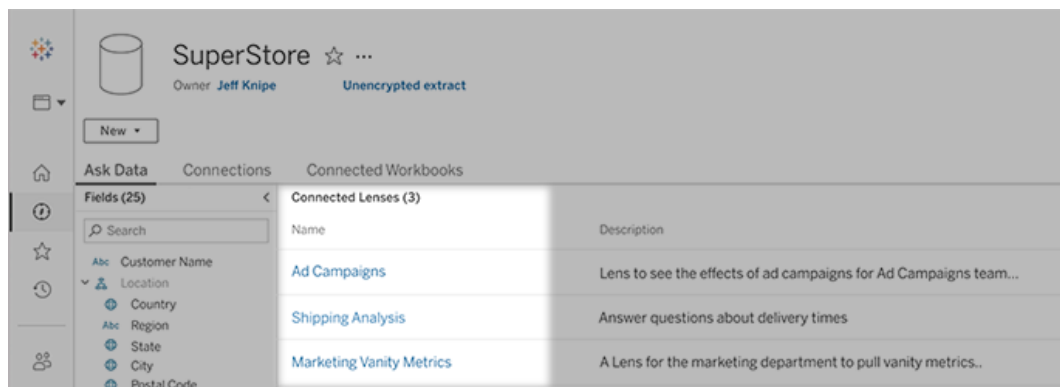 SuperStore ...
Owner Jeff Knipe Unencrypted extract
New
Ask Data Connections Connected Workbooks
Fields (25)
Search
Abc Customer Name
Location
Country
Abc Region
State
City
Postal Code
Connected Lenses (3)
Name Description
Ad Campaigns Lens to see the effects of ad campaigns for Ad Campaigns team...
Shipping Analysis Answer questions about delivery times
Marketing Vanity Metrics A Lens for the marketing department to pull vanity metrics..